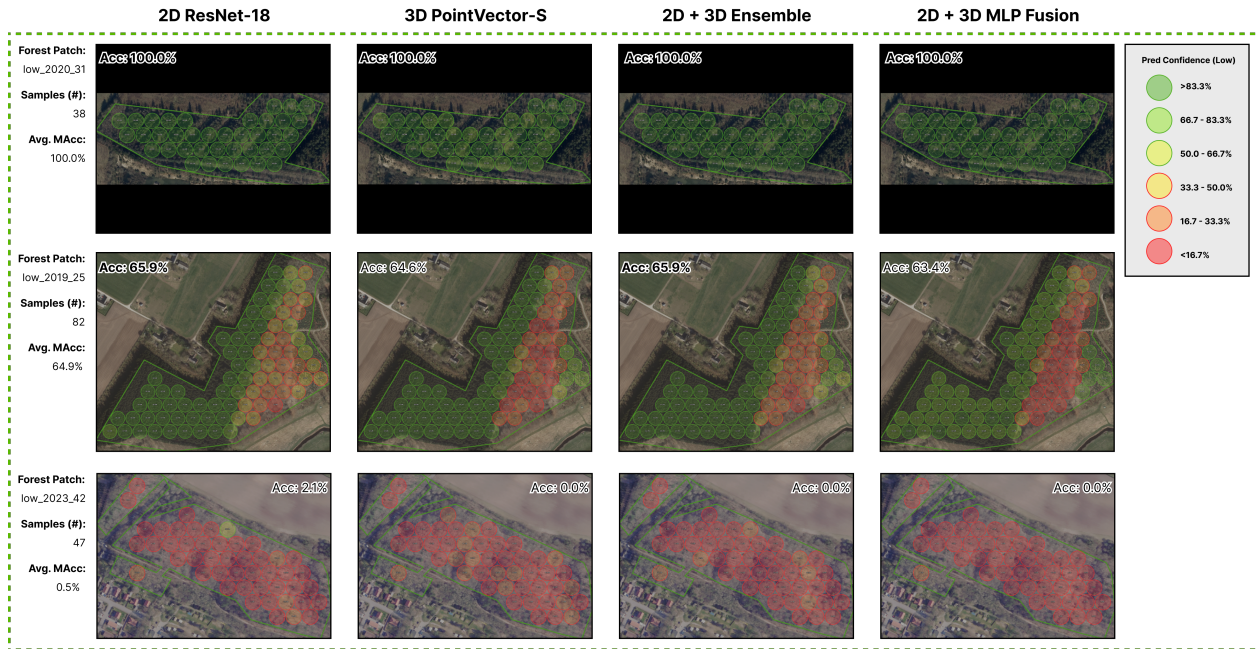 2D ResNet-18
3D PointVector-S
2D + 3D Ensemble
2D + 3D MLP Fusion
Forest Patch:
low_2020_31
Samples (#):
38
Avg. MAcc:
100.0%
Acc: 100.0%
Acc: 100.0%
Acc: 100.0%
Acc: 100.0%
Pred Confidence (Low)
>83.3%
66.7 - 83.3%
50.0 - 66.7%
33.3 - 50.0%
16.7 - 33.3%
<16.7%
Forest Patch:
low_2019_25
Samples (#):
82
Avg. MAcc:
64.9%
Acc: 65.9%
Acc: 64.6%
Acc: 65.9%
Acc: 63.4%
Forest Patch:
low_2023_42
Samples (#):
47
Avg. MAcc:
0.5%
Acc: 2.1%
Acc: 0.0%
Acc: 0.0%
Acc: 0.0%